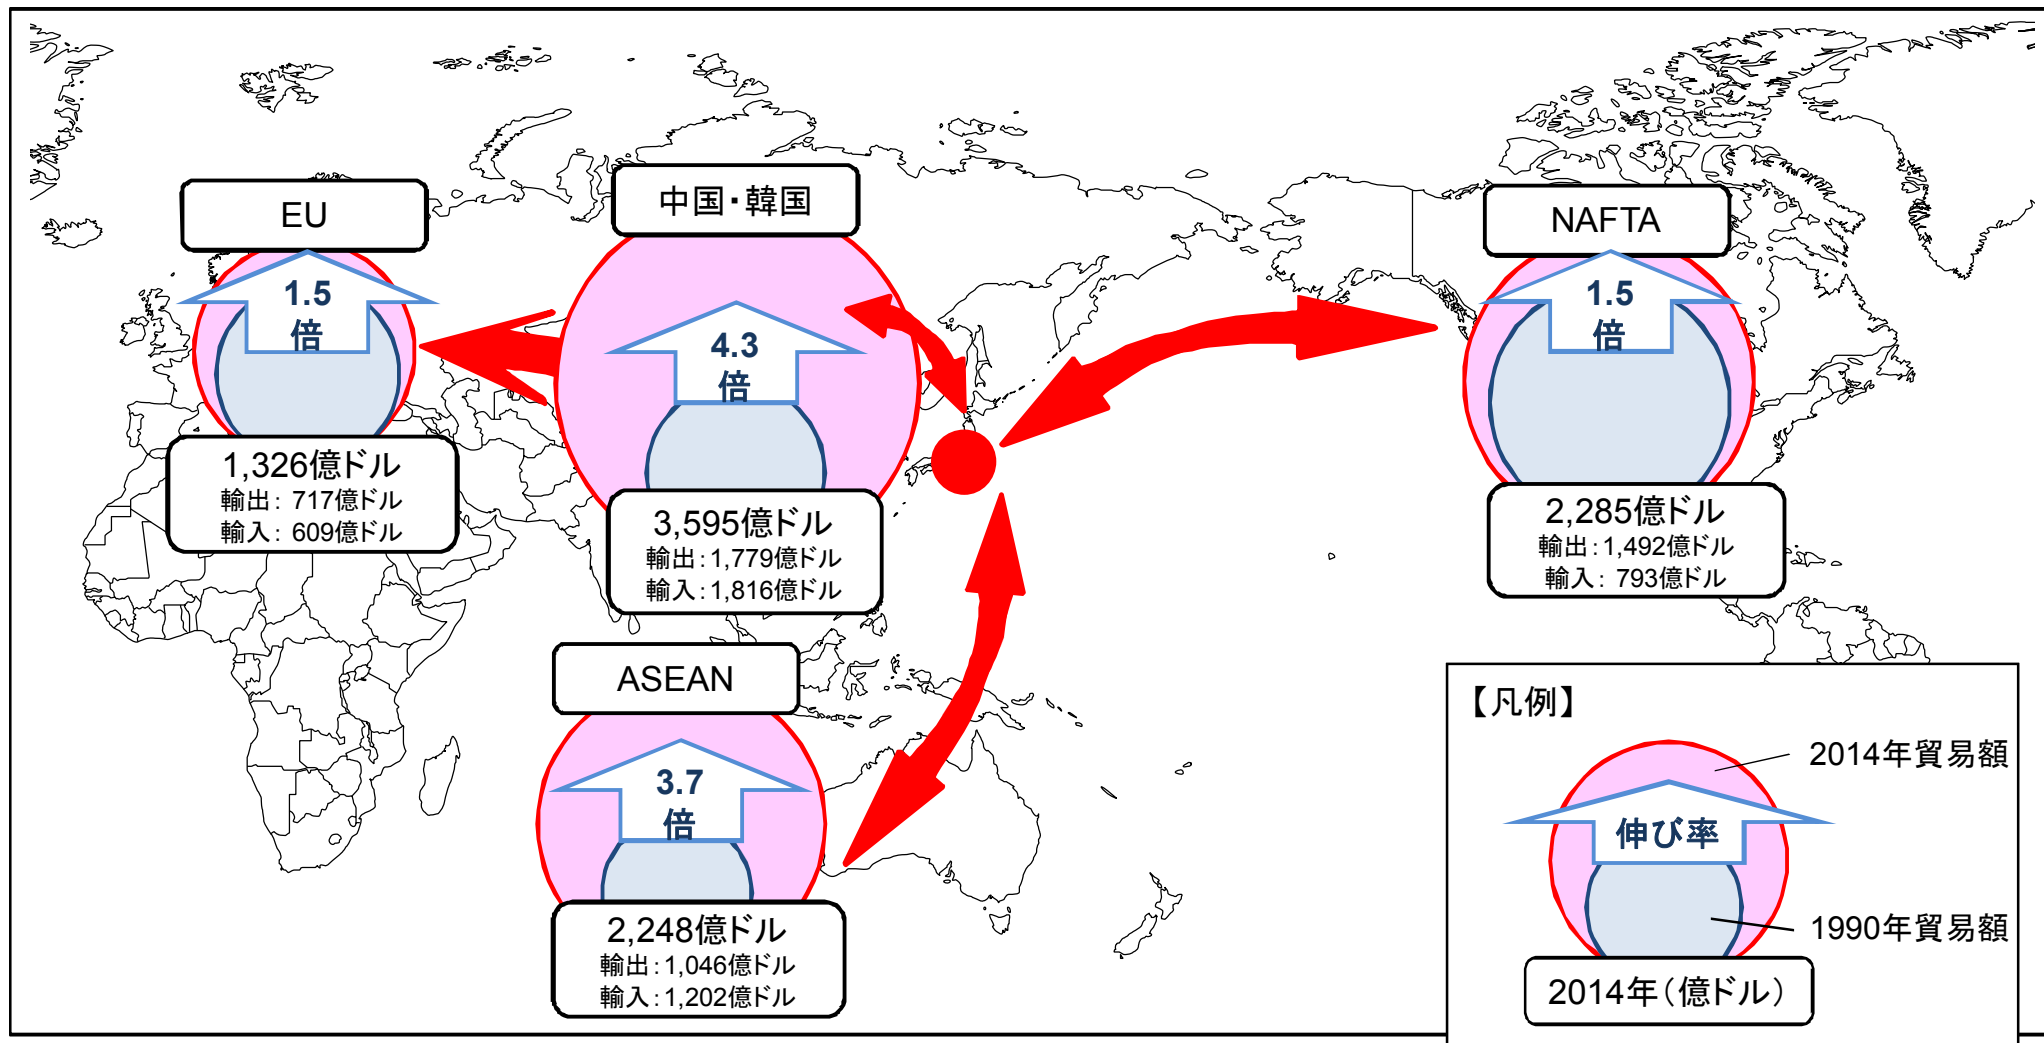 EU
1.5
倍
1,326億ドル
輸出： 717億ドル
輸入： 609億ドル
中国・韓国
4.3
倍
3,595億ドル
輸出：1,779億ドル
輸入：1,816億ドル
NAFTA
1.5
倍
2,285億ドル
輸出：1,492億ドル
輸入： 793億ドル
ASEAN
3.7
倍
2,248億ドル
輸出：1,046億ドル
輸入：1,202億ドル
【凡例】
2014年貿易額
伸び率
1990年貿易額
2014年（億ドル）